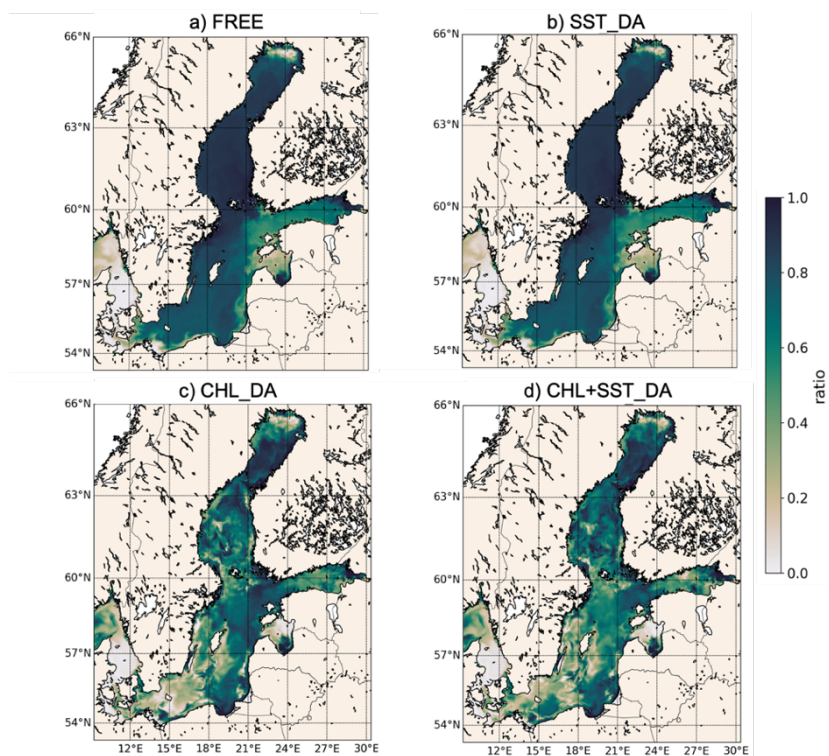 a) FREE
b) SST_DA
66°N
63°N
60°N
57°N
54°N
66°N
63°N
60°N
57°N
54°N
c) CHL_DA
d) CHL+SST_DA
66°N
63°N
60°N
57°N
54°N
12°E 15°E 18°E 21°E 24°E 27°E 30°E
66°N
63°N
60°N
57°N
54°N
12°E 15°E 18°E 21°E 24°E 27°E 30°E
1.0
0.8
0.6
0.4
0.2
0.0
ratio